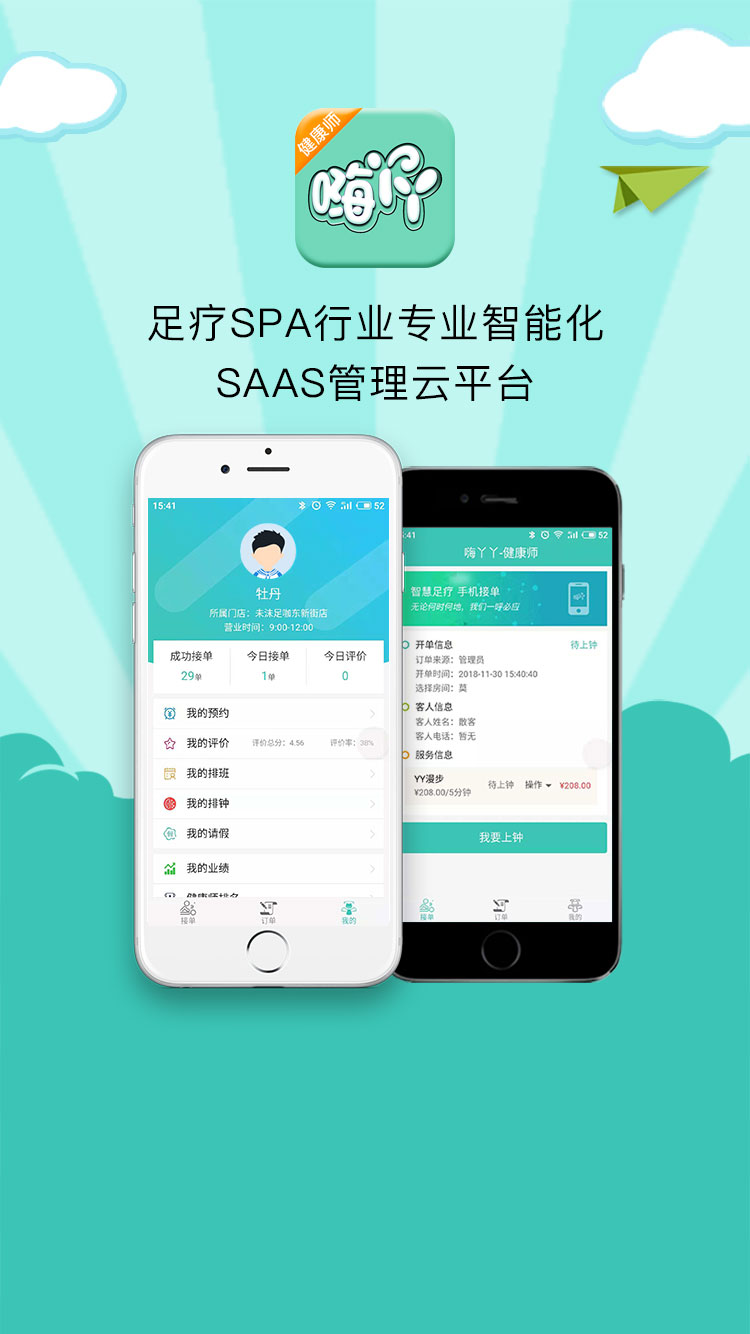 健康师
嗨丫丫
足疗SPA行业专业智能化
SAAS管理云平台
15:41
52
牡丹
所属门店：未沫足咖东新街店
营业时间：9:00-12:00
成功接单
今日接单
今日评价
29单
1单
0
我的预约
我的评价
评价总分：4.56
评价率：38%
我的排班
我的排钟
我的请假
假
我的业绩
健康师排名
接单
订单
我的
:41
52
嗨丫丫-健康师
智慧足疗 手机接单
无论何时何地，我们一呼必应
开单信息
待上钟
订单来源：管理员
开单时间：2018-11-30 15:40:40
选择房间：莫
客人信息
客人姓名：散客
客人电话：暂无
服务信息
YY漫步
¥208.00/5分钟
待上钟
操作
¥208.00
我要上钟
接单
订单
我的